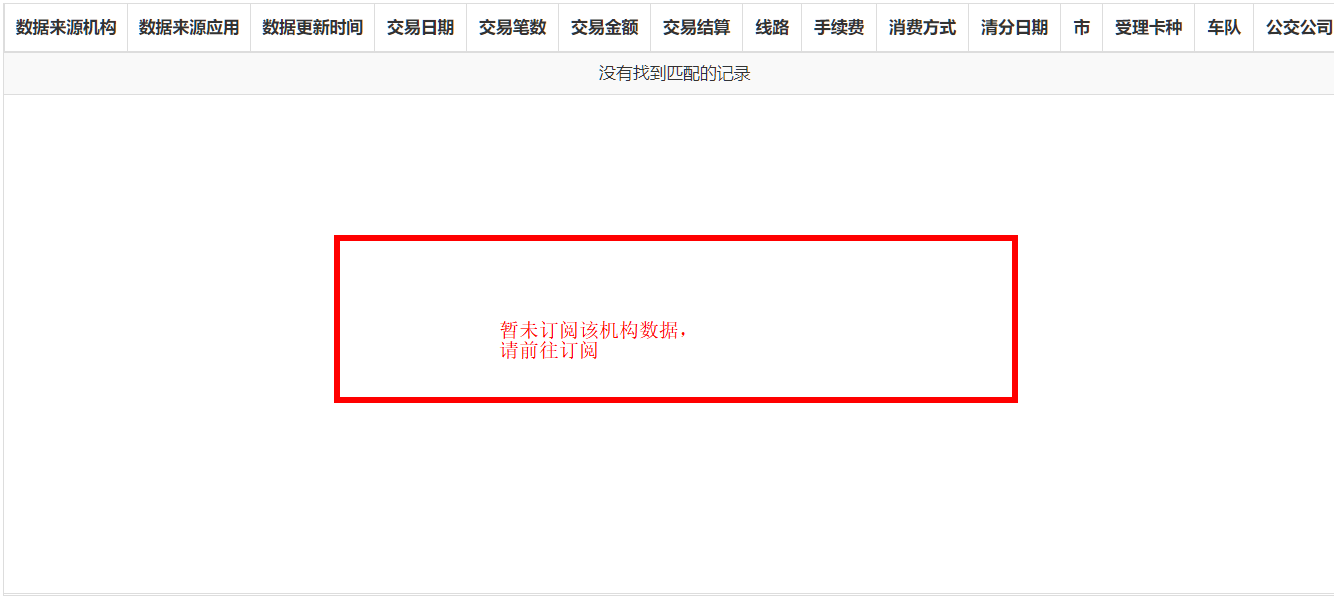 数据来源机构 数据来源应用 数据更新时间 交易日期 交易笔数 交易金额 交易结算 线路 手续费 消费方式 清分日期 市 受理卡种 车队 公交公司
没有找到匹配的记录
暂未订阅该机构数据，
请前往订阅